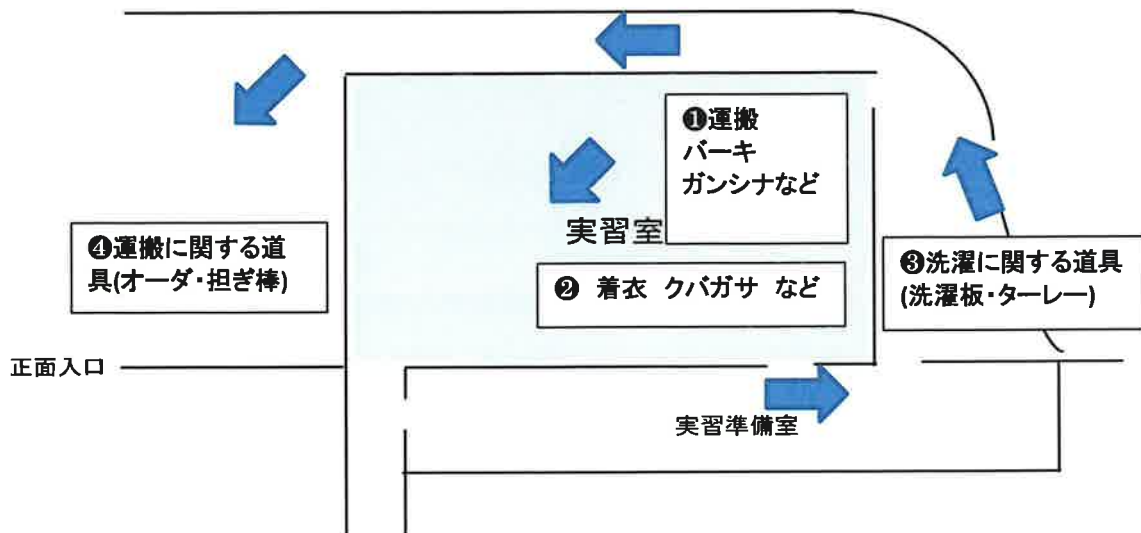 ❶運搬
バーキ
ガンシナなど
実習室
❷ 着衣 クバガサ など
❸洗濯に関する道具
(洗濯板・ターレー)
❹運搬に関する道
具(オーダ・担ぎ棒)
正面入口
実習準備室